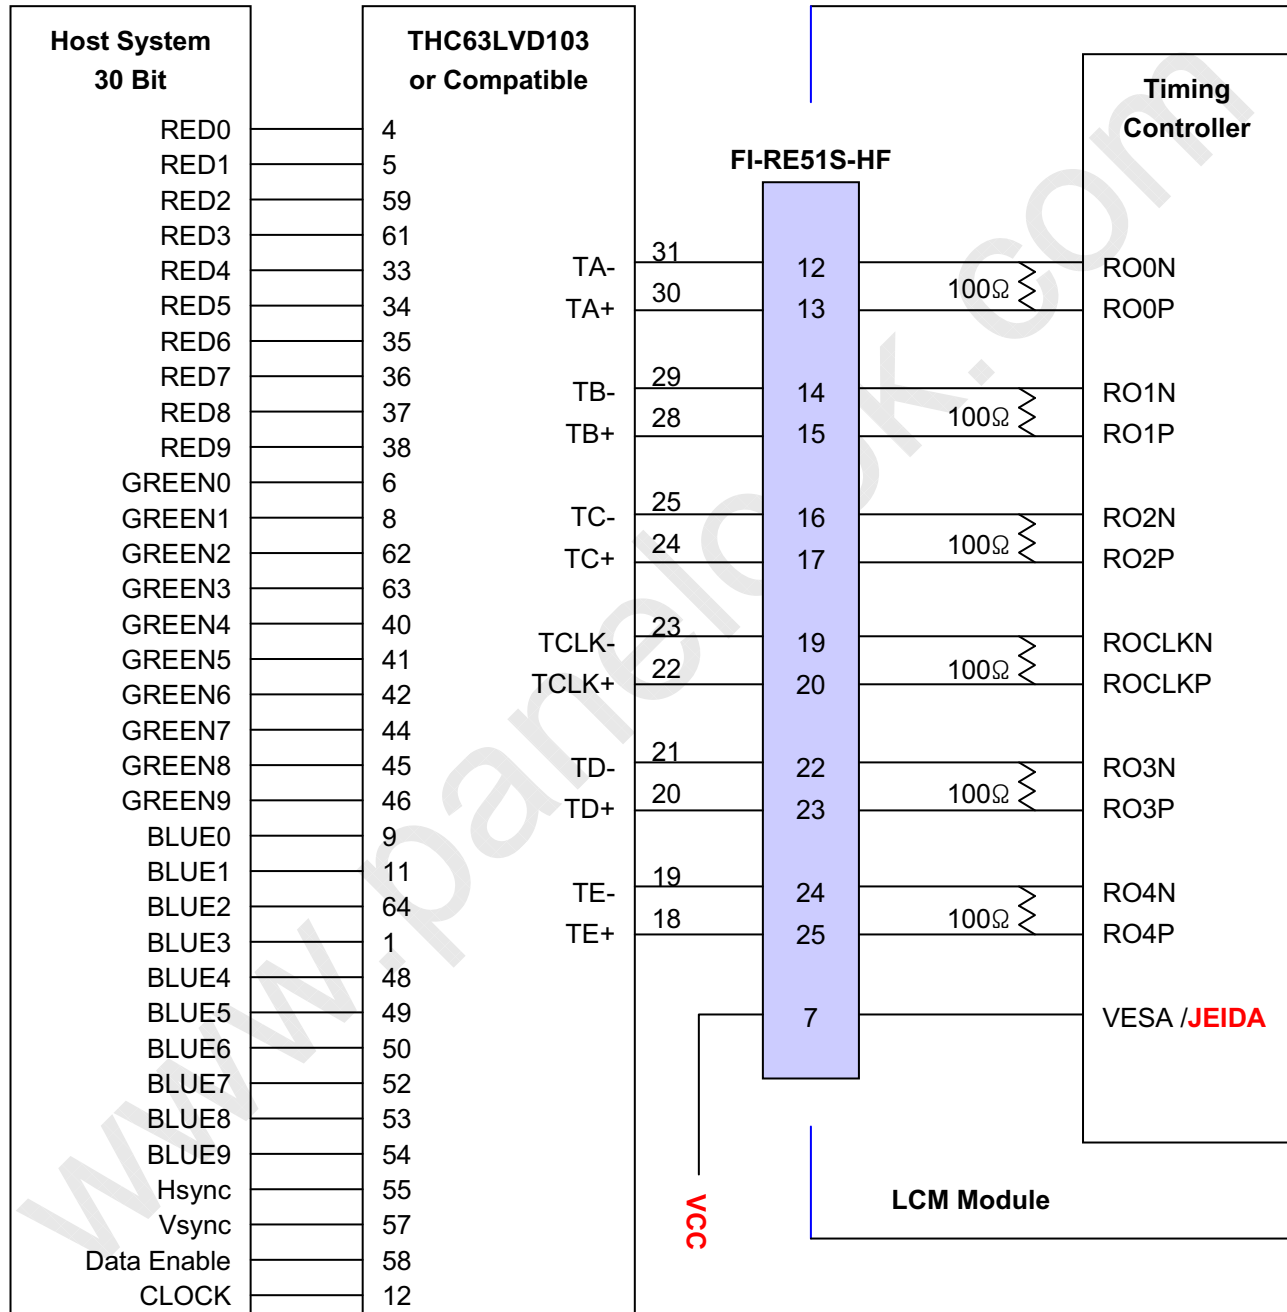 Host System
30 Bit
RED0
RED1
RED2
RED3
RED4
RED5
RED6
RED7
RED8
RED9
GREEN0
GREEN1
GREEN2
GREEN3
GREEN4
GREEN5
GREEN6
GREEN7
GREEN8
GREEN9
BLUE0
BLUE1
BLUE2
BLUE3
BLUE4
BLUE5
BLUE6
BLUE7
BLUE8
BLUE9
Hsync
Vsync
Data Enable
CLOCK
THC63LVD103
or Compatible
4
5
59
61
33
34
35
36
37
38
6
8
62
63
40
41
42
44
45
46
9
11
64
1
48
49
50
52
53
54
55
57
58
12
TA-
TA+
TB-
TB+
TC-
TC+
TCLK-
TCLK+
TD-
TD+
TE-
TE+
31
30
29
28
25
24
23
22
21
20
19
18
VCC
FI-RE51S-HF
12
13
14
15
16
17
19
20
22
23
24
25
7
100Ω
100Ω
100Ω
100Ω
100Ω
100Ω
Timing
Controller
RO0N
RO0P
RO1N
RO1P
RO2N
RO2P
ROCLKN
ROCLKP
RO3N
RO3P
RO4N
RO4P
VESA /JEIDA
LCM Module
www.panelook.com